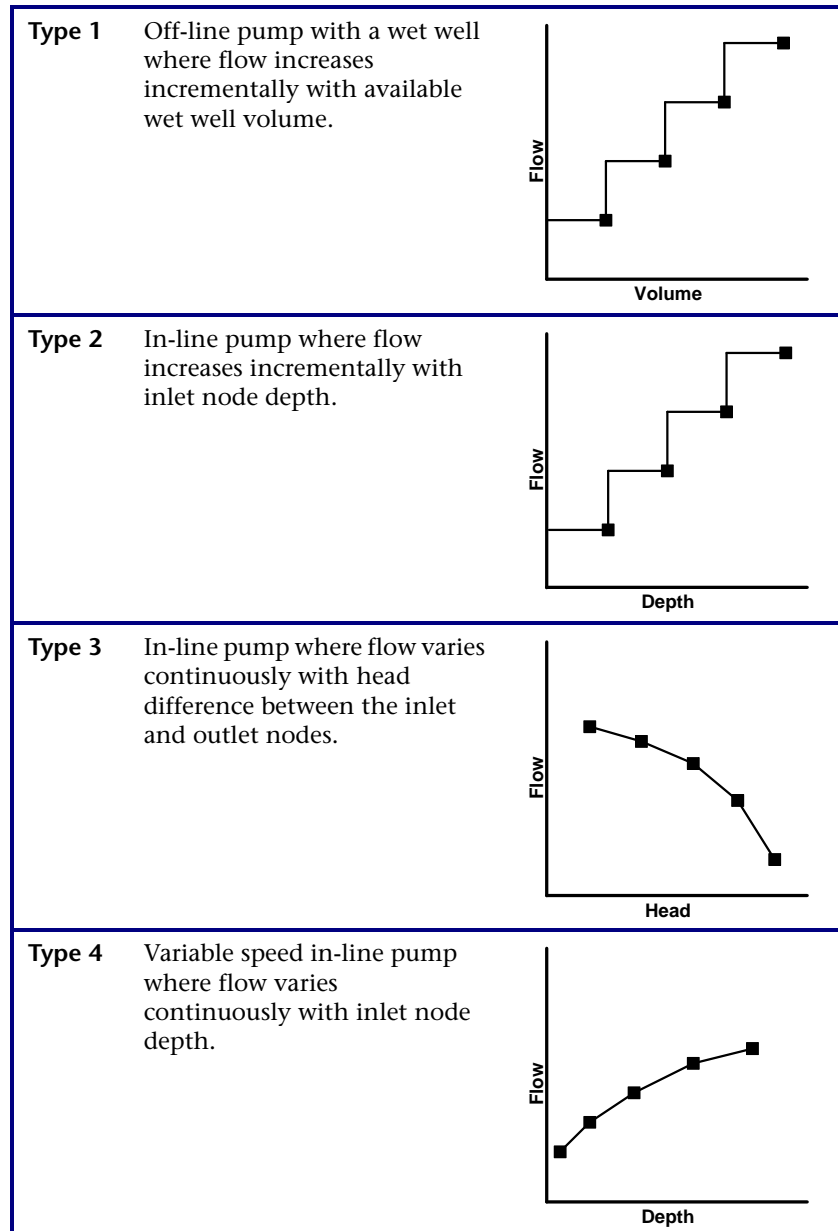 Type 1 Off-line pump with a wet well
where flow increases
incrementally with available
wet well volume.
Flow
Volume
Type 2 In-line pump where flow
increases incrementally with
inlet node depth.
Flow
Depth
Type 3 In-line pump where flow varies
continuously with head
difference between the inlet
and outlet nodes.
Flow
Head
Type 4 Variable speed in-line pump
where flow varies
continuously with inlet node
depth.
Flow
Depth